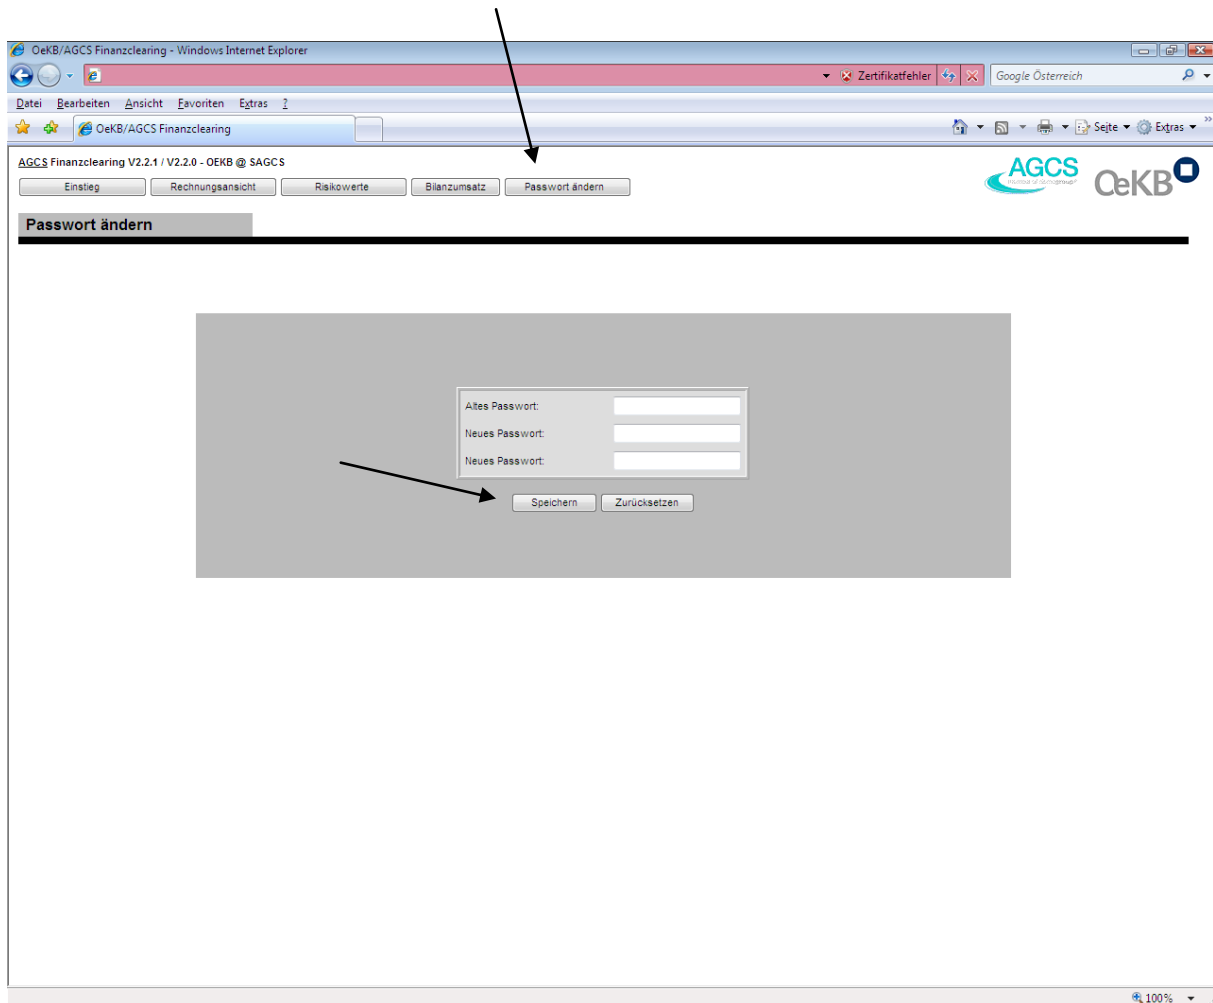 OeKB/AGCS Finanzclearing - Windows Internet Explorer
Zertifikatfehler
Google Österreich
Datei Bearbeiten Ansicht Favoriten Extras ?
OeKB/AGCS Finanzclearing
Seite Extras »
AGCS Finanzclearing V2.2.1 / V2.2.0 - OEKB @ SAGCS
Einstieg Rechnungsansicht Risikowerte Bilanzumsatz Passwort ändern
AGCS
OeKB
Passwort ändern
Altes Passwort:
Neues Passwort:
Neues Passwort:
Speichern Zurücksetzen
100%